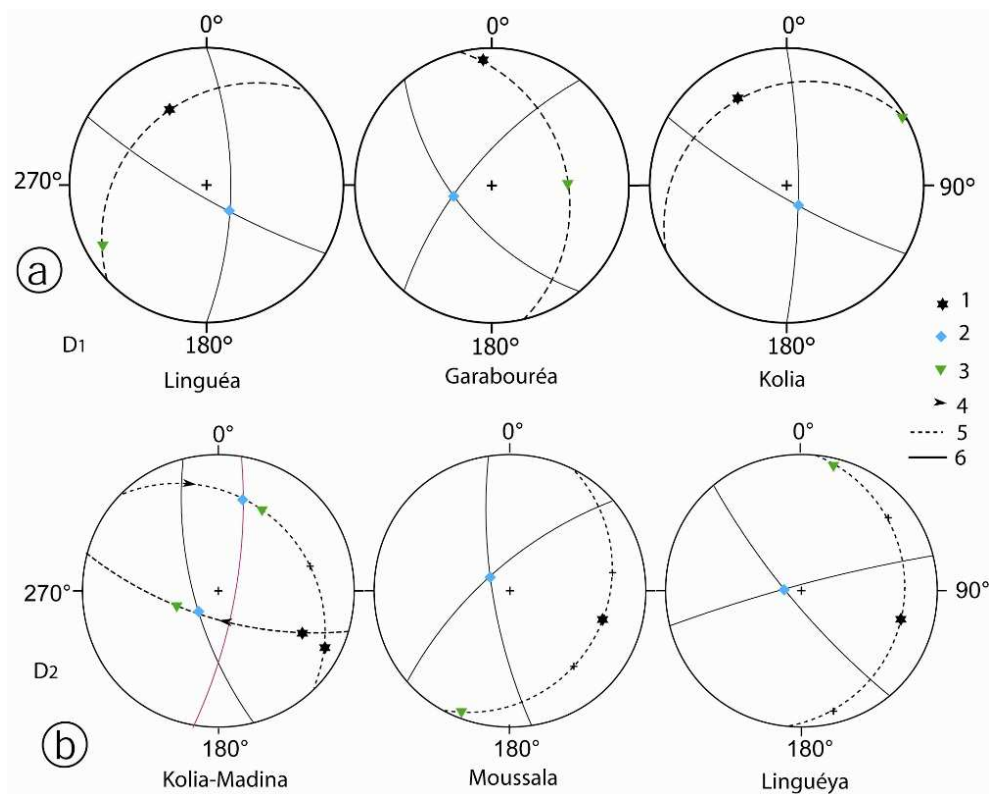 0° 0° 0°
270° 90°
a
D1 180° 180° 180°
Linguéa Garabouréa Kolia
1
2
3
4
5
6
0° 0° 0°
270° 90°
D2
b 180° 180° 180°
Kolia-Madina Moussala Linguéya